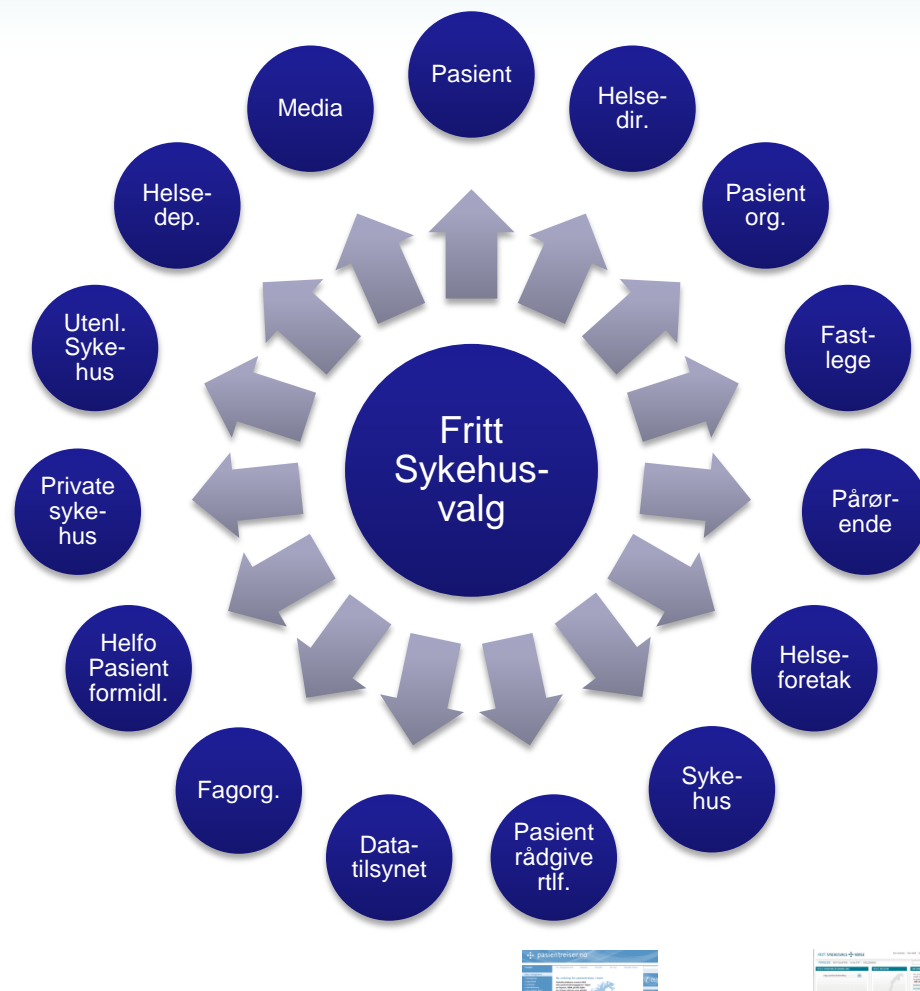 Pasient
Helse-
dir.
Pasient
org.
Fast-
lege
Pårør-
ende
Helse-
foretak
Syke-
hus
Pasient
rådgive
rtlf.
Data-
tilsynet
Fagorg.
Helfo
Pasient
formidl.
Private
syke-
hus
Utenl.
Syke-
hus
Helse-
dep.
Media
Fritt
Sykehus-
valg
pasientreiser.no